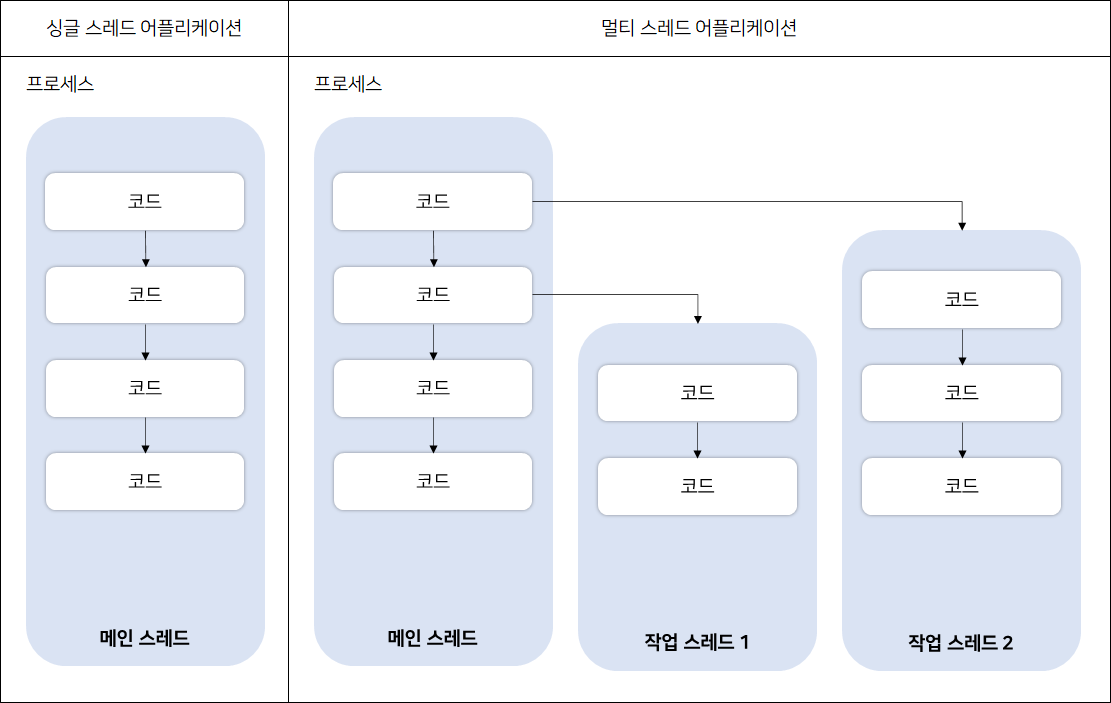 싱글 스레드 어플리케이션
멀티 스레드 어플리케이션
프로세스
코드
코드
코드
코드
메인 스레드
프로세스
코드
코드
코드
코드
메인 스레드
코드
코드
작업 스레드 1
코드
코드
코드
작업 스레드 2